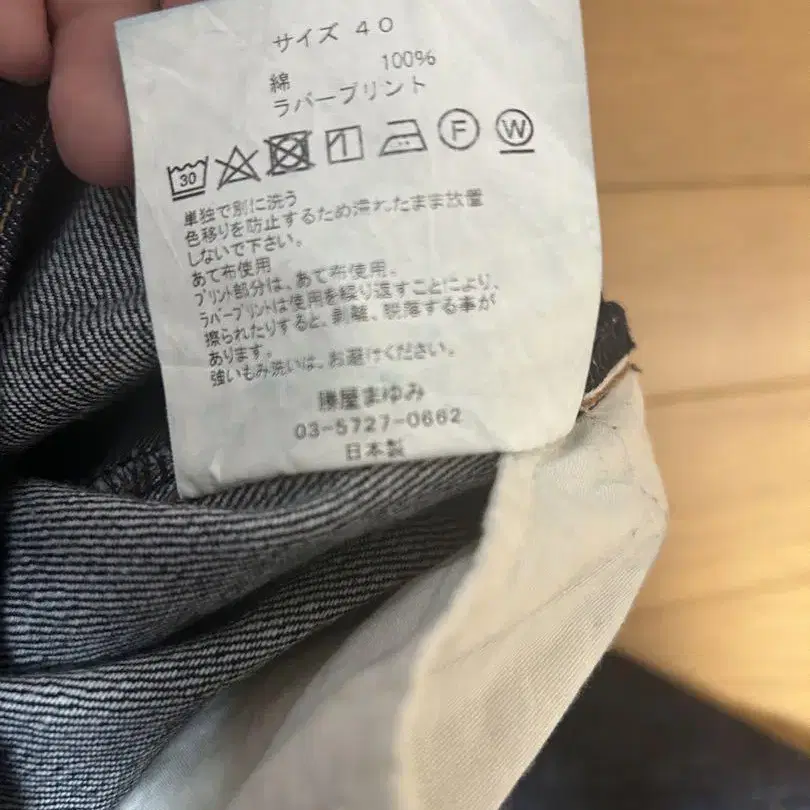 サイズ 40
綿 100%
ラバープリント
30 F W
単独で別に洗う
色移りを防止するため濡れたまま放置
しないで下さい。
あて布使用
プリント部分は、あて布使用。
ラバープリントは使用を繰り返すことにより、
擦られたりすると、剥離、脱落する事が
あります。
強いもみ洗いは、お避けください。
勝屋まゆみ
03-5727-0662
日本製